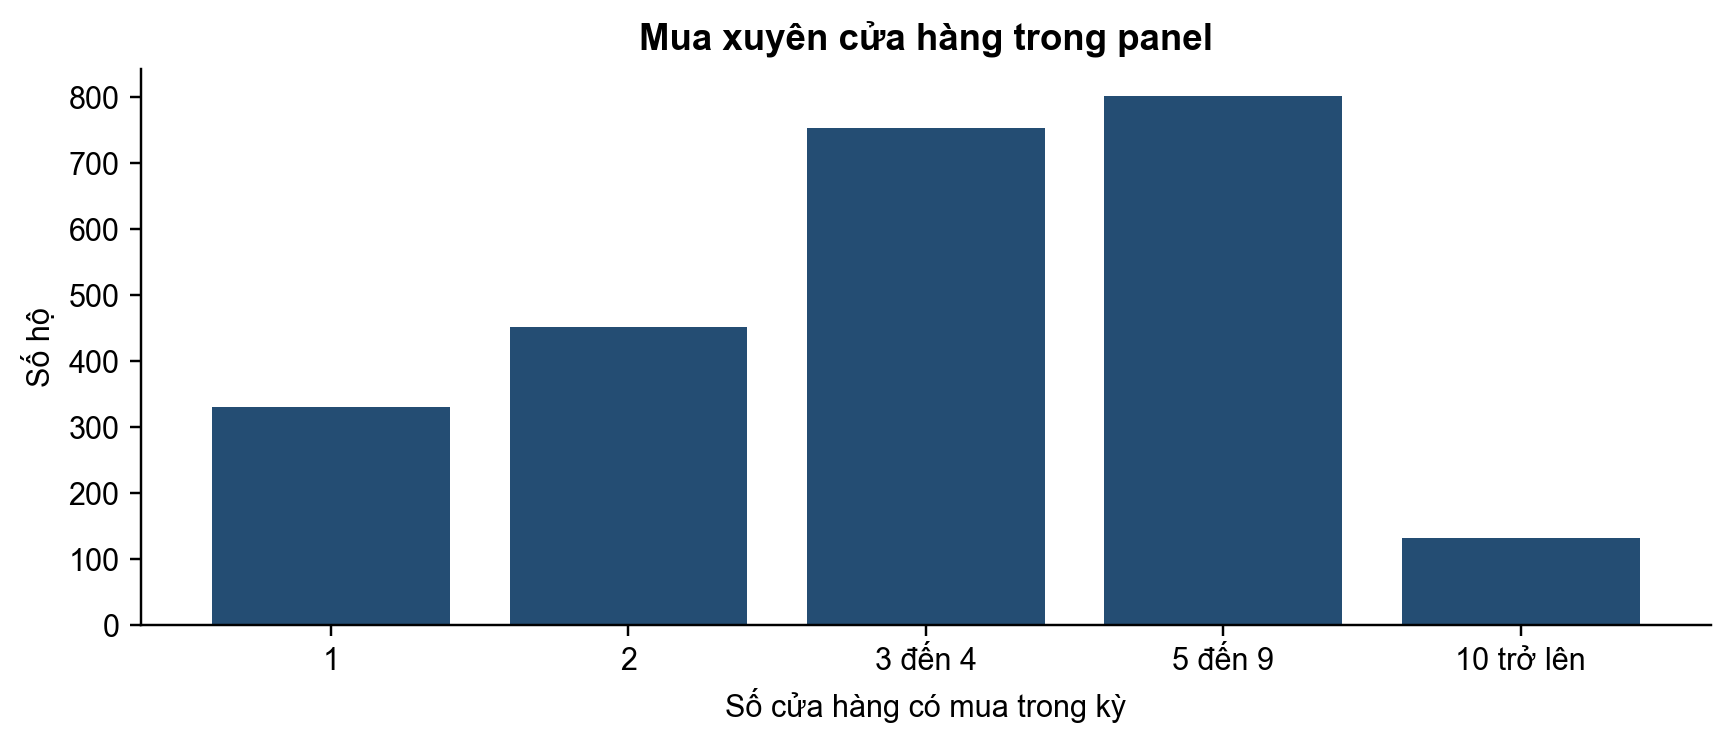 Mua xuyên cửa hàng trong panel
Số hộ
800
700
600
500
400
300
200
100
0
1
2
3 đến 4
5 đến 9
10 trở lên
Số cửa hàng có mua trong kỳ